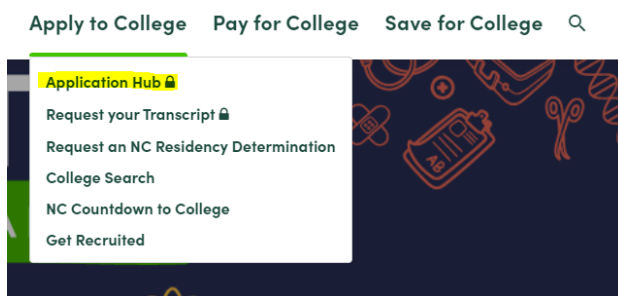 Apply to College Pay for College Save for College
Application Hub
Request your Transcript
Request an NC Residency Determination
College Search
NC Countdown to College
Get Recruited
AB